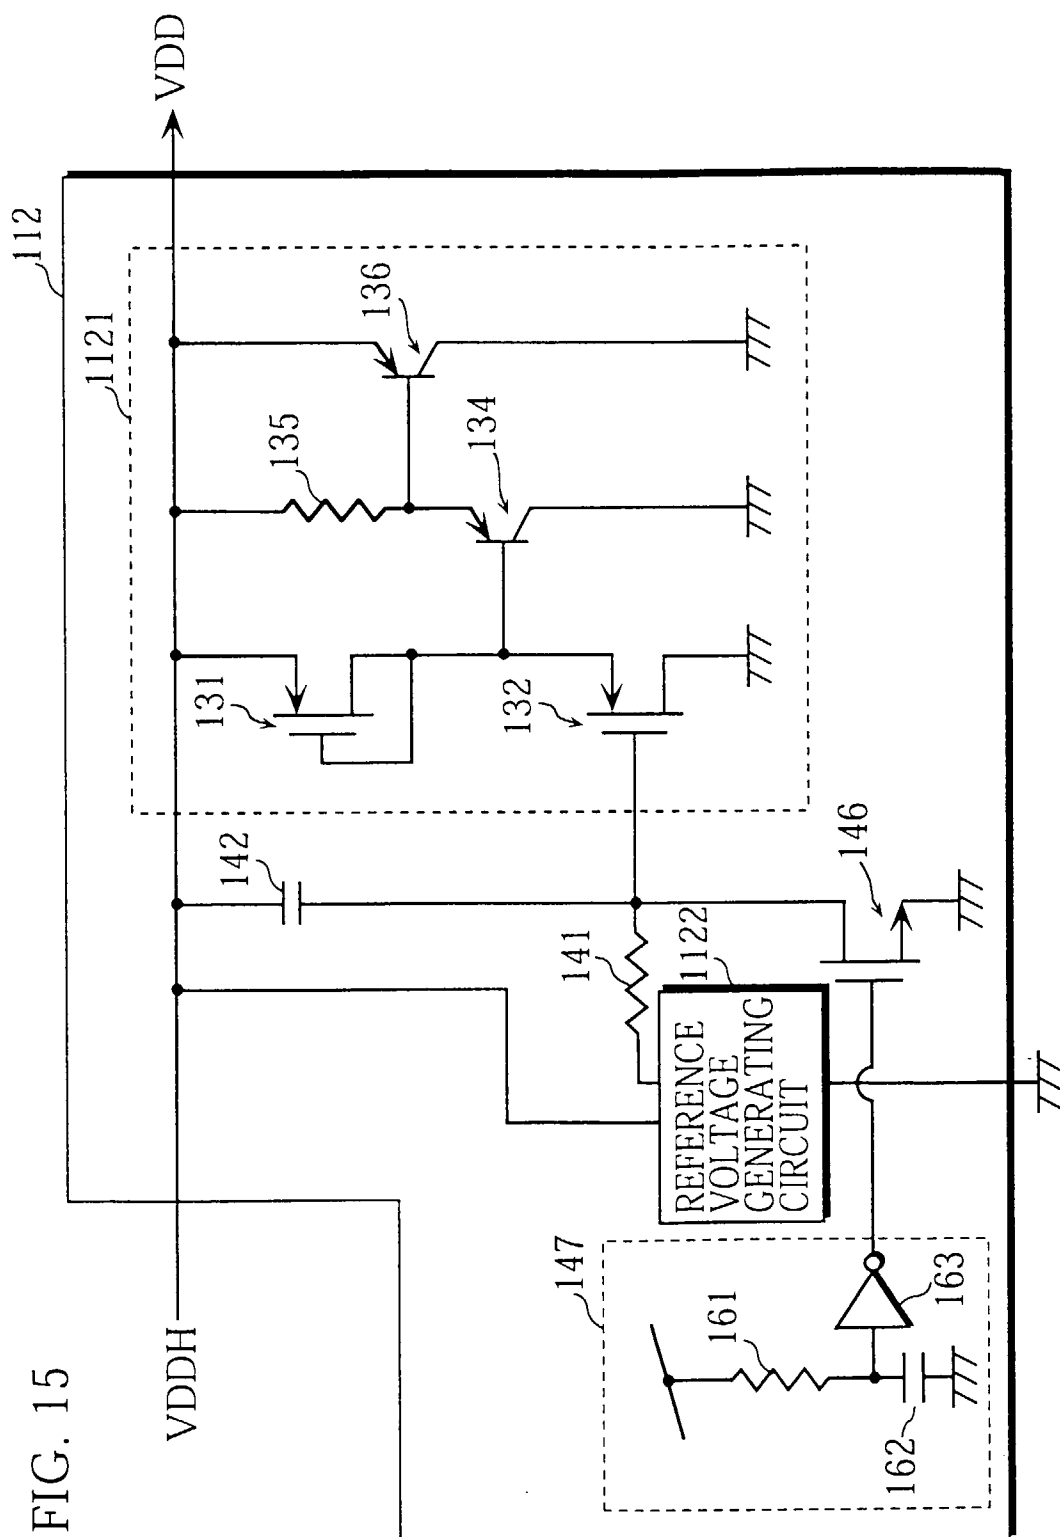 FIG. 15
112
VDDH
VDD
1121
142
131
135
136
134
132
141
1122
146
REFERENCE
VOLTAGE
GENERATING
CIRCUIT
147
161
162
163